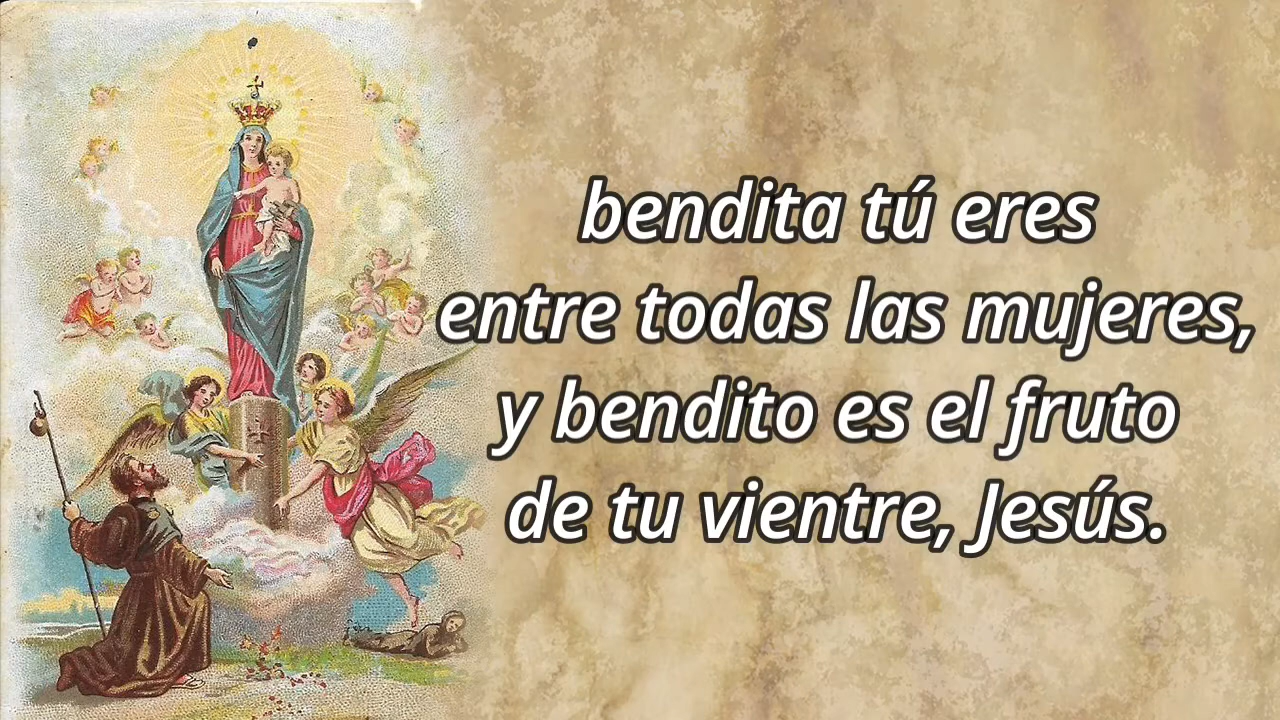 bendita tú eres
entre todas las mujeres,
y bendito es el fruto
de tu vientre, Jesús.